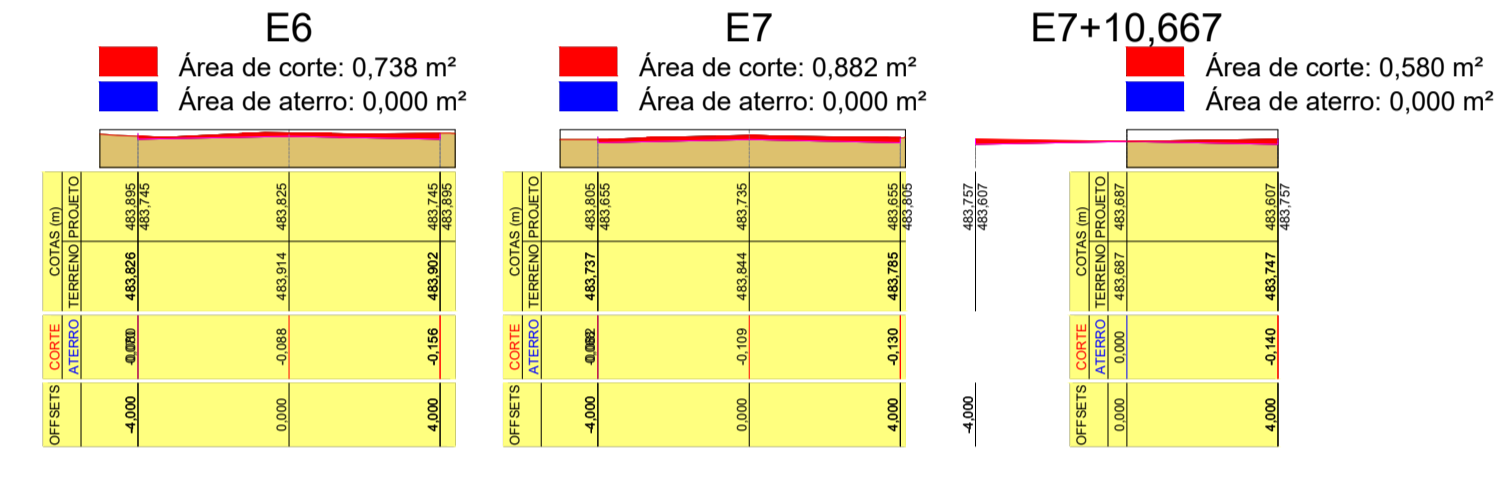 E6
Área de corte: 0,738 m²
Área de aterro: 0,000 m²
COTAS (m)
PROJETO
483,895
483,745
483,825
483,745
483,895
TERRENO
483,826
483,914
483,902
CORTE
ATERRO
-0,088
-0,156
OFFSETS
-4,000
0,000
4,000
E7
Área de corte: 0,882 m²
Área de aterro: 0,000 m²
COTAS (m)
PROJETO
483,805
483,655
483,735
483,655
483,805
TERRENO
483,737
483,844
483,785
CORTE
ATERRO
-0,109
-0,130
OFFSETS
-4,000
0,000
4,000
E7+10,667
Área de corte: 0,580 m²
Área de aterro: 0,000 m²
483,757
483,607
-4,000
COTAS (m)
PROJETO
483,687
483,607
483,757
TERRENO
483,687
483,747
CORTE
ATERRO
0,000
-0,140
OFFSETS
0,000
4,000